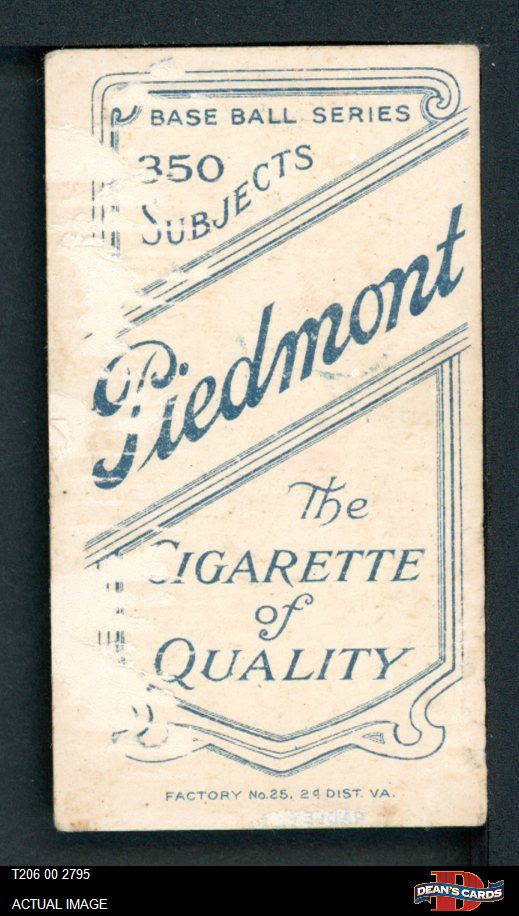 BASE BALL SERIES
350
SUBJECTS
Piedmont
The
CIGARETTE
of
QUALITY
FACTORY No.25, 2d DIST. VA.
T206 00 2795
ACTUAL IMAGE
DEAN'S CARDS